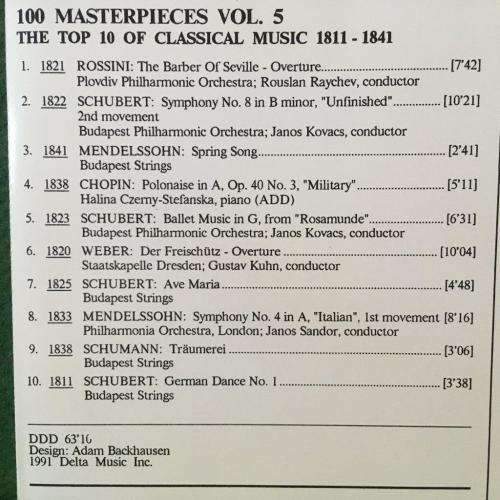 100 MASTERPIECES VOL. 5
THE TOP 10 OF CLASSICAL MUSIC 1811 - 1841
1. 1821 ROSSINI: The Barber Of Seville - Overture.......... [7'42]
Plovdiv Philharmonic Orchestra; Rouslan Raychev, conductor
2. 1822 SCHUBERT: Symphony No. 8 in B minor, "Unfinished".......... [10'21]
2nd movement
Budapest Philharmonic Orchestra; Janos Kovacs, conductor
3. 1841 MENDELSSOHN: Spring Song.......... [2'41]
Budapest Strings
4. 1838 CHOPIN: Polonaise in A, Op. 40 No. 3, "Military".......... [5'11]
Halina Czerny-Stefanska, piano (ADD)
5. 1823 SCHUBERT: Ballet Music in G, from "Rosamunde".......... [6'31]
Budapest Philharmonic Orchestra; Janos Kovacs, conductor
6. 1820 WEBER: Der Freischütz - Overture .......... [10'04]
Staatskapelle Dresden; Gustav Kuhn, conductor
7. 1825 SCHUBERT: Ave Maria.......... [4'48]
Budapest Strings
8. 1833 MENDELSSOHN: Symphony No. 4 in A, "Italian", 1st movement [8'16]
Philharmonia Orchestra, London; Janos Sandor, conductor
9. 1838 SCHUMANN: Träumerei .......... [3'06]
Budapest Strings
10. 1811 SCHUBERT: German Dance No. 1 .......... [3'38]
Budapest Strings
DDD 63'16
Design: Adam Backhausen
1991 Delta Music Inc.